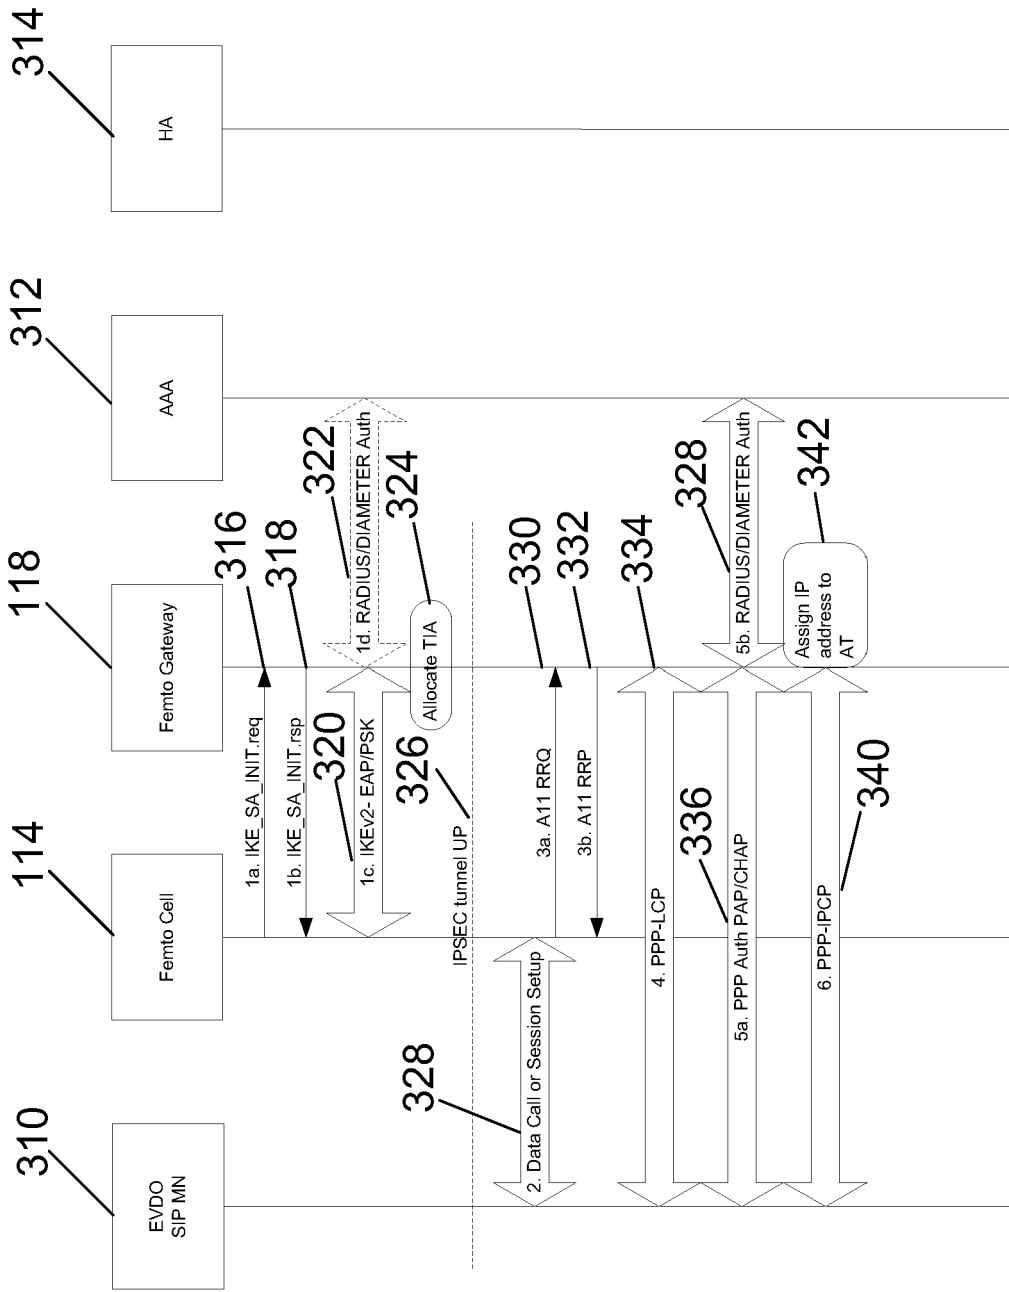 310
114
118
312
314
EVDO
SIP MN
Femto Cell
Femto Gateway
AAA
HA
1a. IKE_SA_INIT.req
316
1b. IKE_SA_INIT.rsp
318
320
1c. IKEv2- EAP/PSK
322
1d. RADIUS/DIAMETER Auth
324
Allocate TIA
326
IPSEC tunnel UP
328
2. Data Call or Session Setup
3a. A11 RRQ
330
3b. A11 RRP
332
334
4. PPP-LCP
336
5a. PPP Auth PAP/CHAP
328
5b. RADIUS/DIAMETER Auth
342
Assign IP
address to
AT
6. PPP-IPCP
340